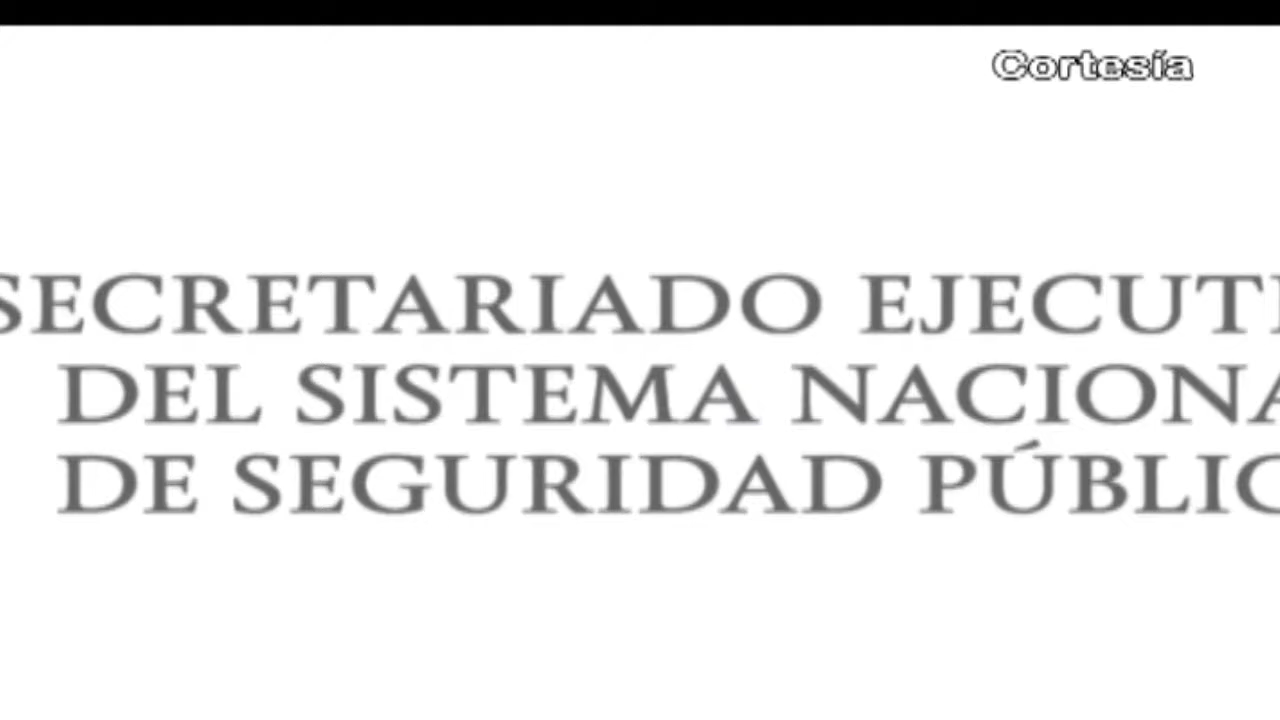 Cortesía
SECRETARIADO EJECUTI
DEL SISTEMA NACIONA
DE SEGURIDAD PÚBLIC